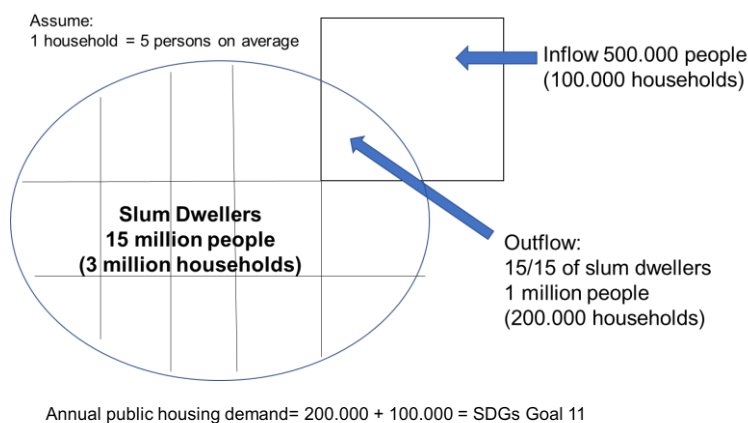 Assume:
1 household = 5 persons on average
Inflow 500.000 people
(100.000 households)
Slum Dwellers
15 million people
(3 million households)
Outflow:
15/15 of slum dwellers
1 million people
(200.000 households)
Annual public housing demand= 200.000 + 100.000 = SDGs Goal 11